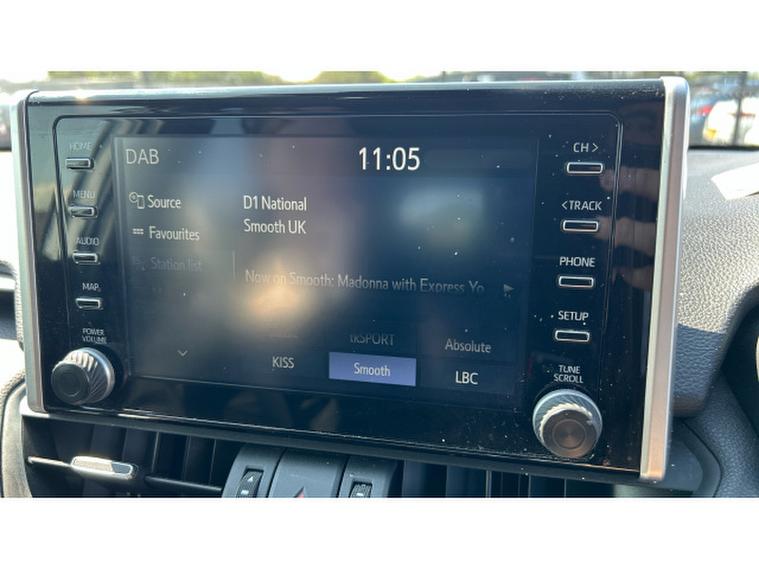 HOME
MENU
AUDIO
MAP
POWER
VOLUME
DAB
11:05
Source
Favourites
Station list
D1 National
Smooth UK
Now on Smooth: Madonna with Express Yo
KISS
tkSPORT
Smooth
Absolute
LBC
CH >
< TRACK
PHONE
SETUP
TUNE
SCROLL